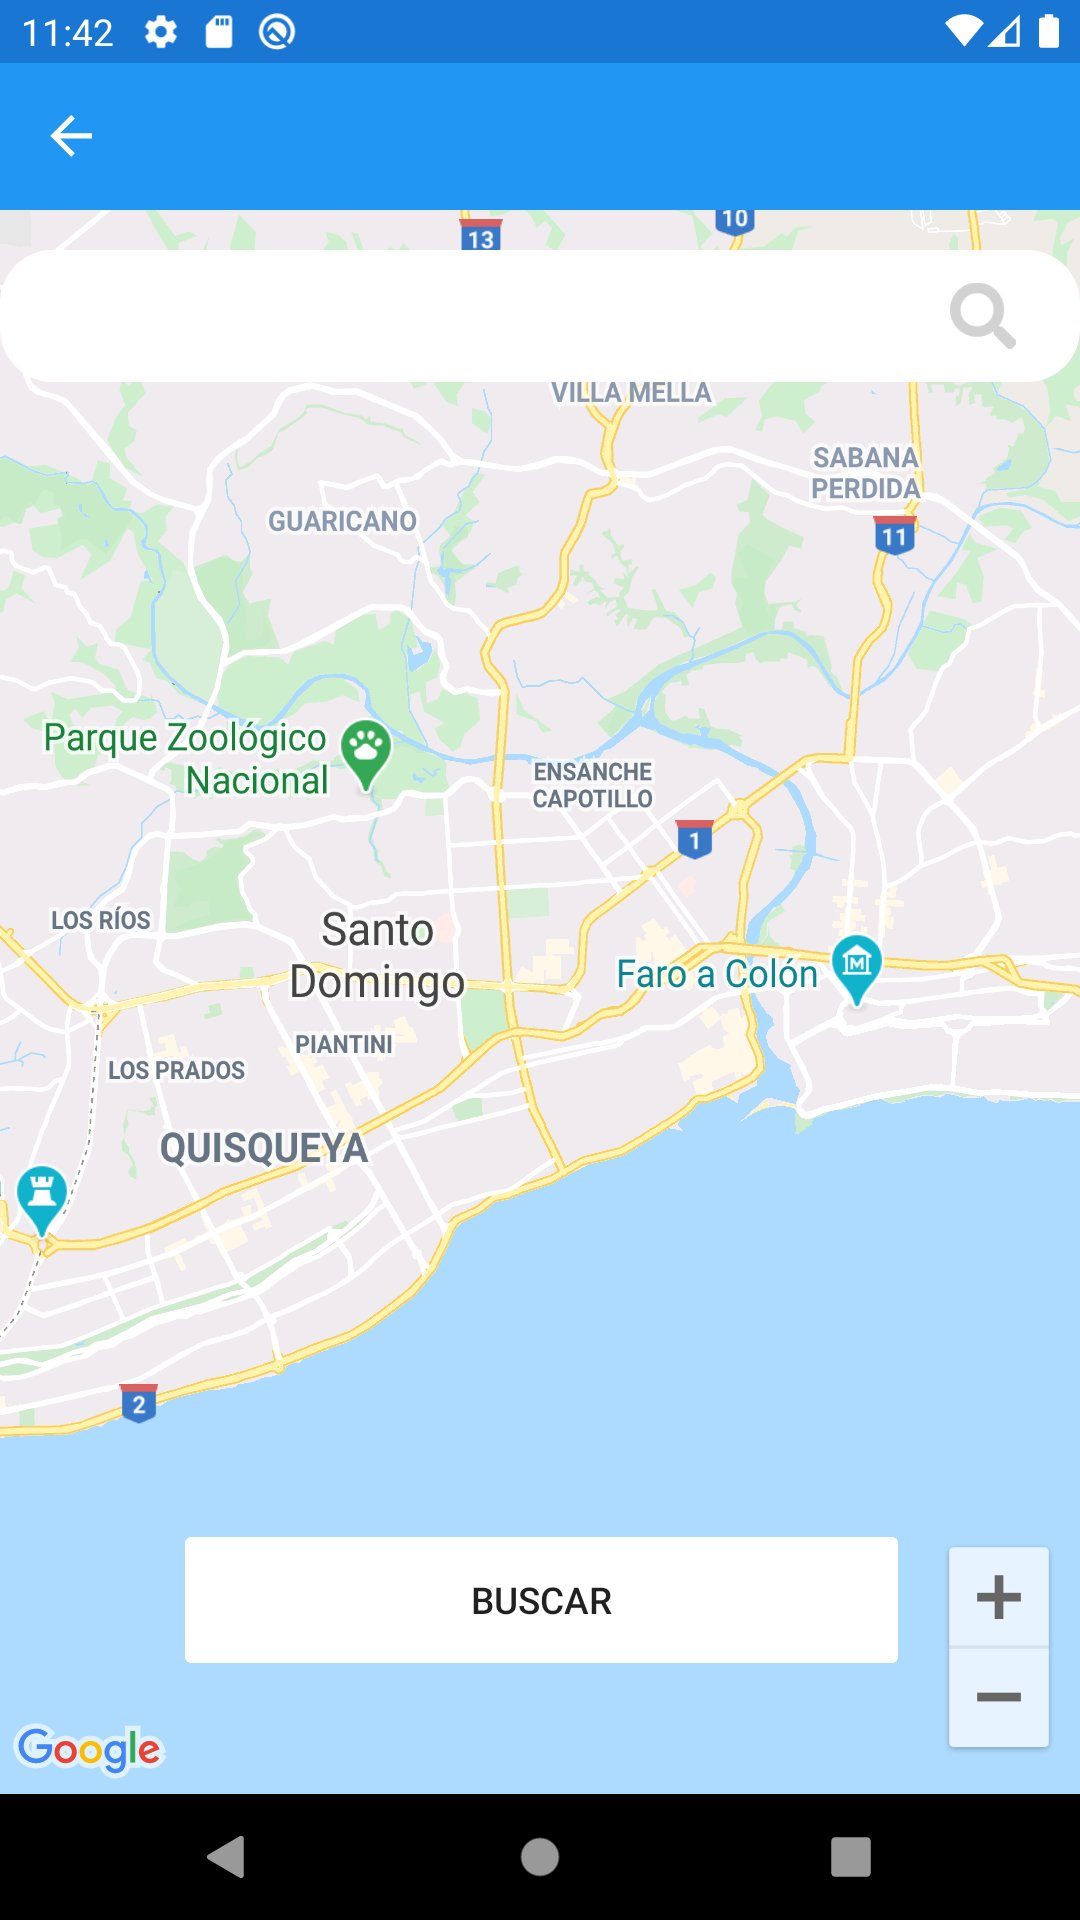 11:42
13
10
VILLA MELLA
SABANA
PERDIDA
GUARICANO
11
Parque Zoológico
Nacional
ENSANCHE
CAPOTILLO
1
LOS RÍOS
Santo
Domingo
Faro a Colón
M
PIANTINI
LOS PRADOS
QUISQUEYA
2
BUSCAR
+
−
Google